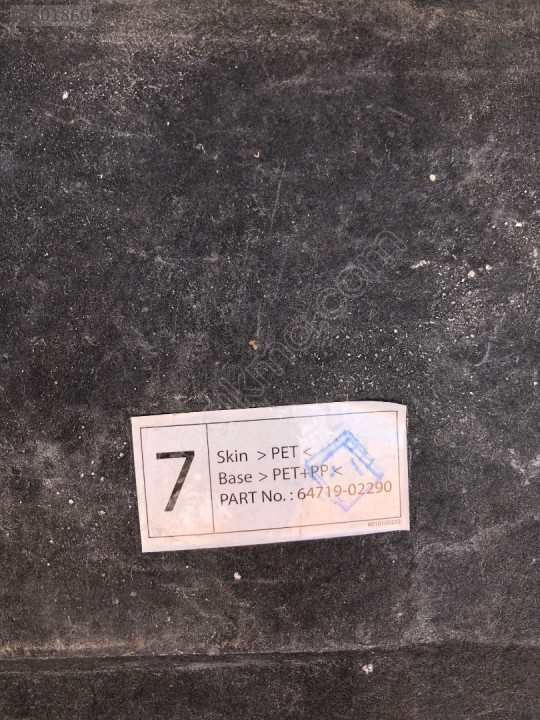 7
Skin > PET <
Base > PET+PP <
PART No. : 64719-02290